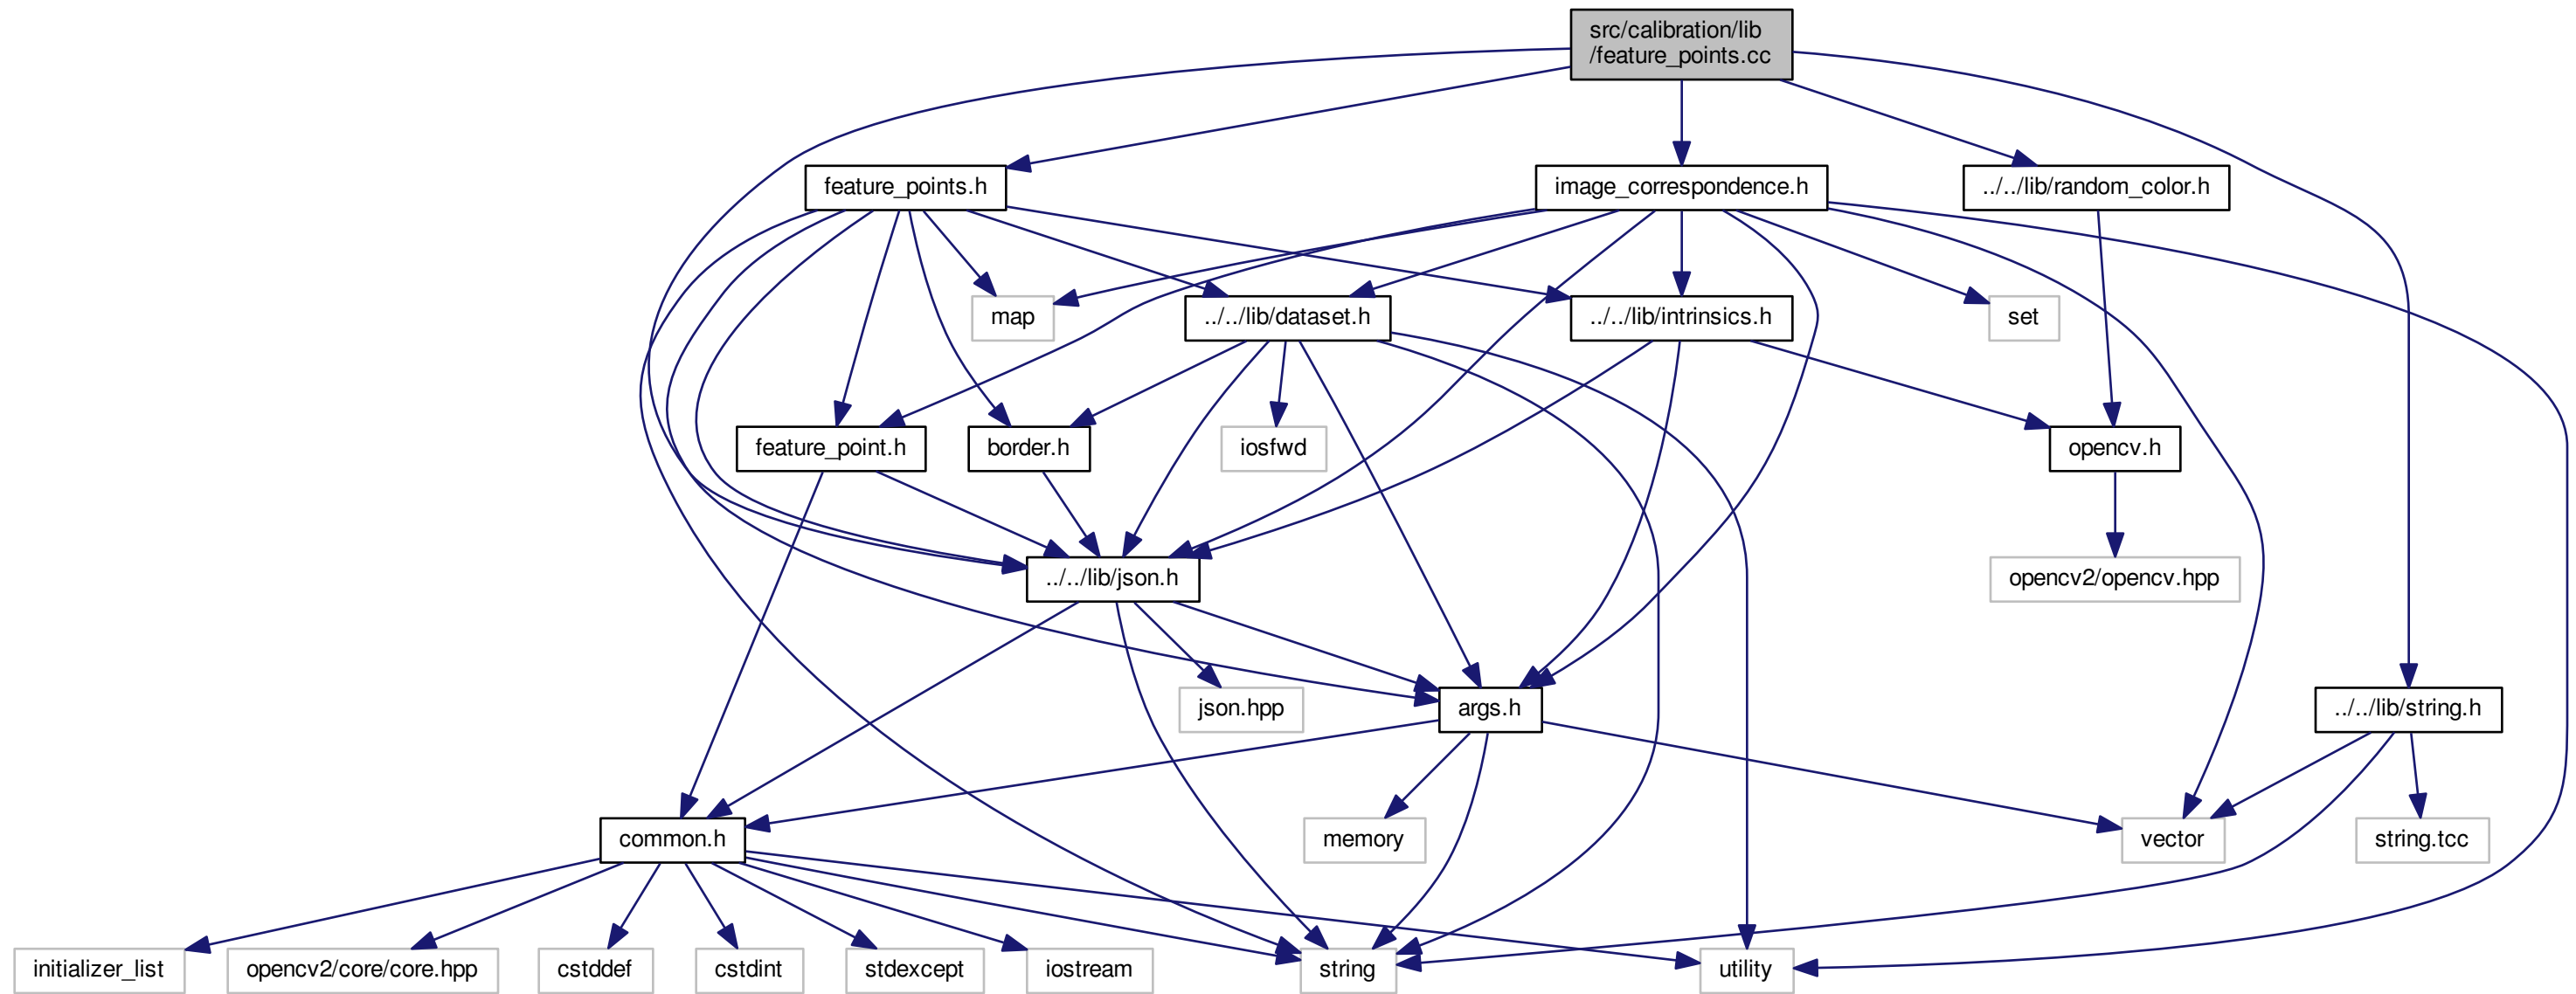 src/calibration/lib
/feature_points.cc
feature_points.h
image_correspondence.h
../../lib/random_color.h
map
../../lib/dataset.h
../../lib/intrinsics.h
set
feature_point.h
border.h
iosfwd
opencv.h
../../lib/json.h
opencv2/opencv.hpp
json.hpp
args.h
../../lib/string.h
common.h
memory
vector
string.tcc
initializer_list
opencv2/core/core.hpp
cstddef
cstdint
stdexcept
iostream
string
utility